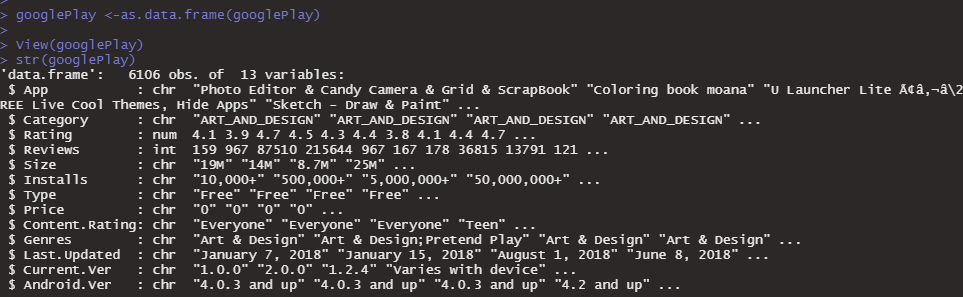 >
> googlePlay <-as.data.frame(googlePlay)
>
> View(googlePlay)
> str(googlePlay)
'data.frame':   6106 obs. of  13 variables:
 $ App           : chr  "Photo Editor & Candy Camera & Grid & ScrapBook" "Coloring book moana" "U Launcher Lite Ã¢â‚¬â\2
REE Live Cool Themes, Hide Apps" "Sketch - Draw & Paint" ...
 $ Category      : chr  "ART_AND_DESIGN" "ART_AND_DESIGN" "ART_AND_DESIGN" "ART_AND_DESIGN" ...
 $ Rating        : num  4.1 3.9 4.7 4.5 4.3 4.4 3.8 4.1 4.4 4.7 ...
 $ Reviews       : int  159 967 87510 215644 967 167 178 36815 13791 121 ...
 $ Size          : chr  "19M" "14M" "8.7M" "25M" ...
 $ Installs      : chr  "10,000+" "500,000+" "5,000,000+" "50,000,000+" ...
 $ Type          : chr  "Free" "Free" "Free" "Free" ...
 $ Price         : chr  "0" "0" "0" "0" ...
 $ Content.Rating: chr  "Everyone" "Everyone" "Everyone" "Teen" ...
 $ Genres        : chr  "Art & Design" "Art & Design;Pretend Play" "Art & Design" "Art & Design" ...
 $ Last.Updated  : chr  "January 7, 2018" "January 15, 2018" "August 1, 2018" "June 8, 2018" ...
 $ Current.Ver   : chr  "1.0.0" "2.0.0" "1.2.4" "Varies with device" ...
 $ Android.Ver   : chr  "4.0.3 and up" "4.0.3 and up" "4.0.3 and up" "4.2 and up" ...